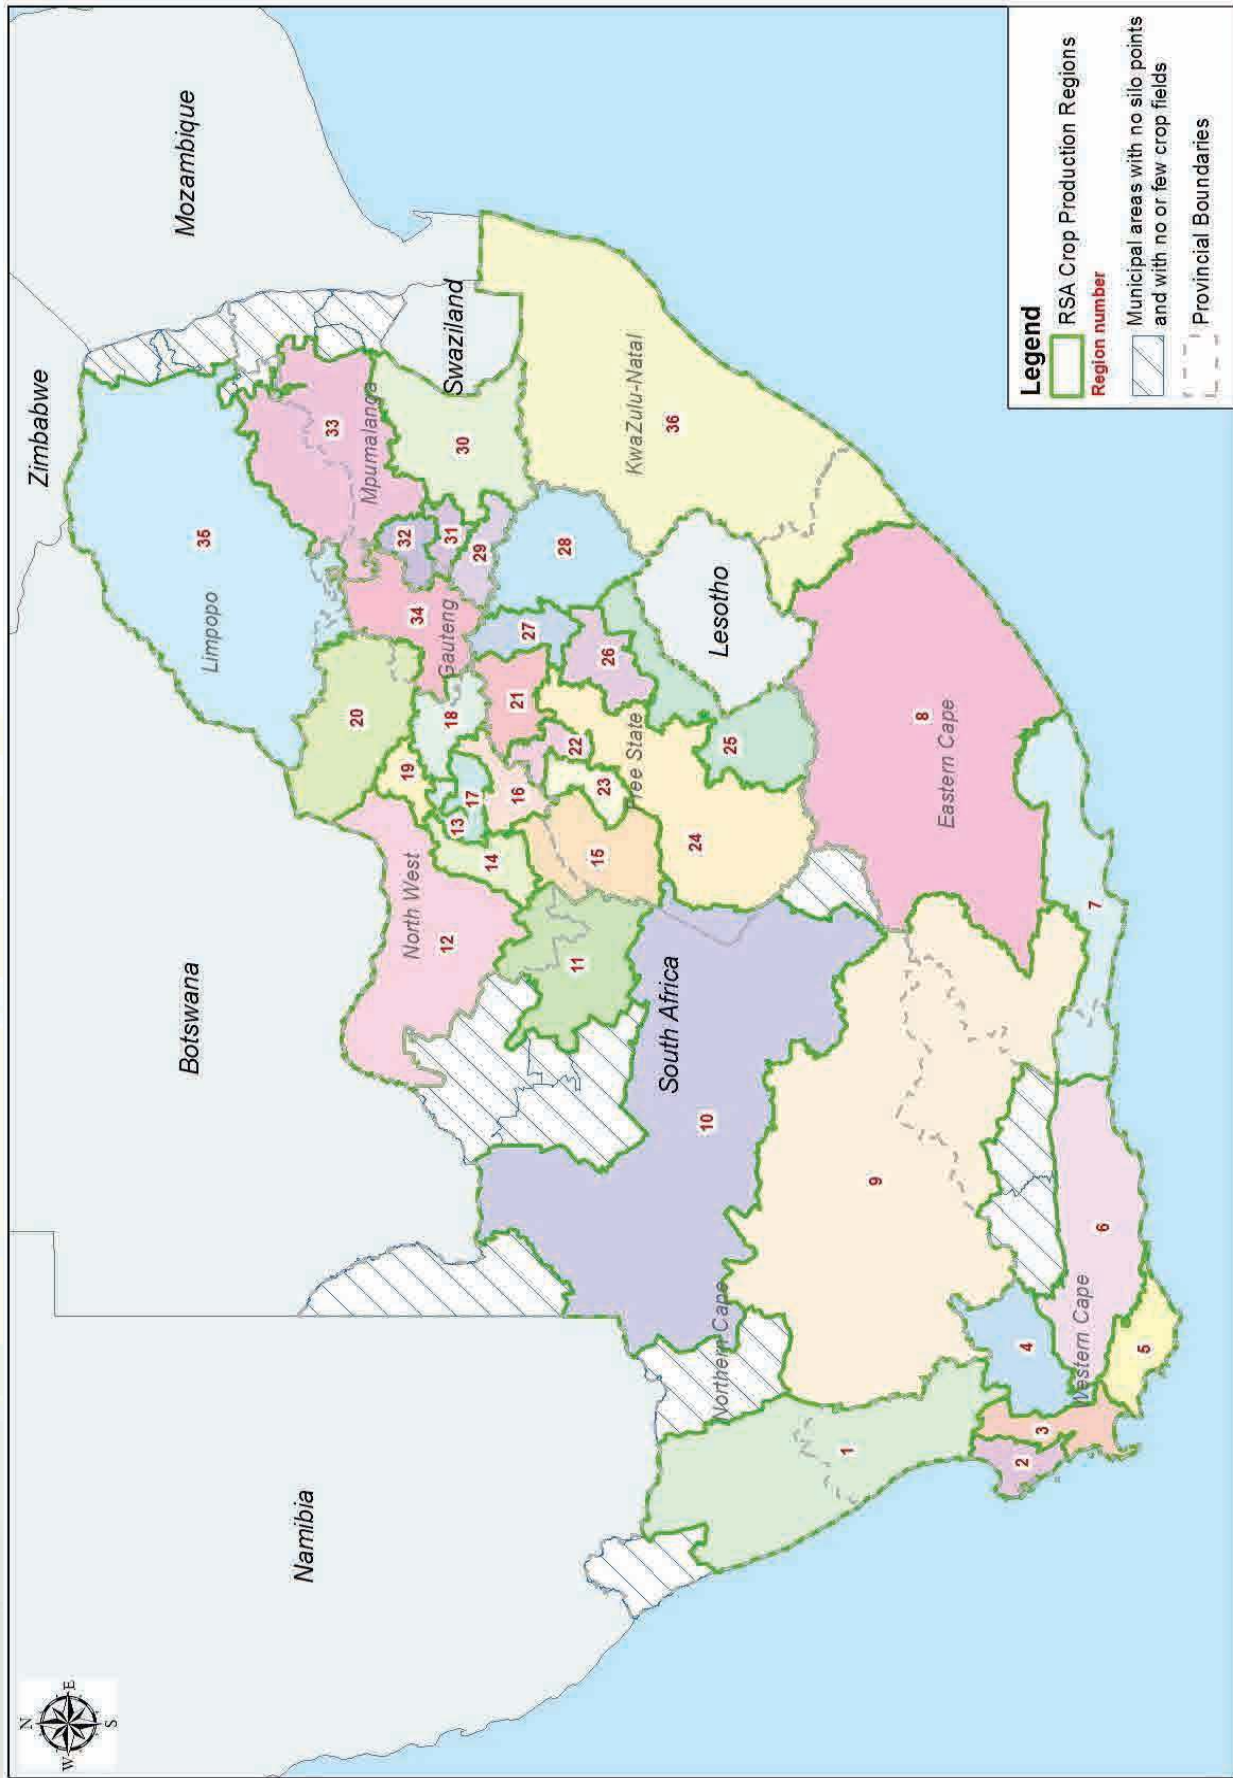 N
W
E
S
Zimbabwe
Mozambique
Botswana
Namibia
Swaziland
Lesotho
South Africa
Limpopo
Mpumalanga
North West
Gauteng
Free State
KwaZulu-Natal
Northern Cape
Eastern Cape
Western Cape
1
2
3
4
5
6
7
8
9
10
11
12
13
14
15
16
17
18
19
20
21
22
23
24
25
26
27
28
29
30
31
32
33
34
35
36
Legend
RSA Crop Production Regions
Region number
Municipal areas with no silo points
and with no or few crop fields
Provincial Boundaries